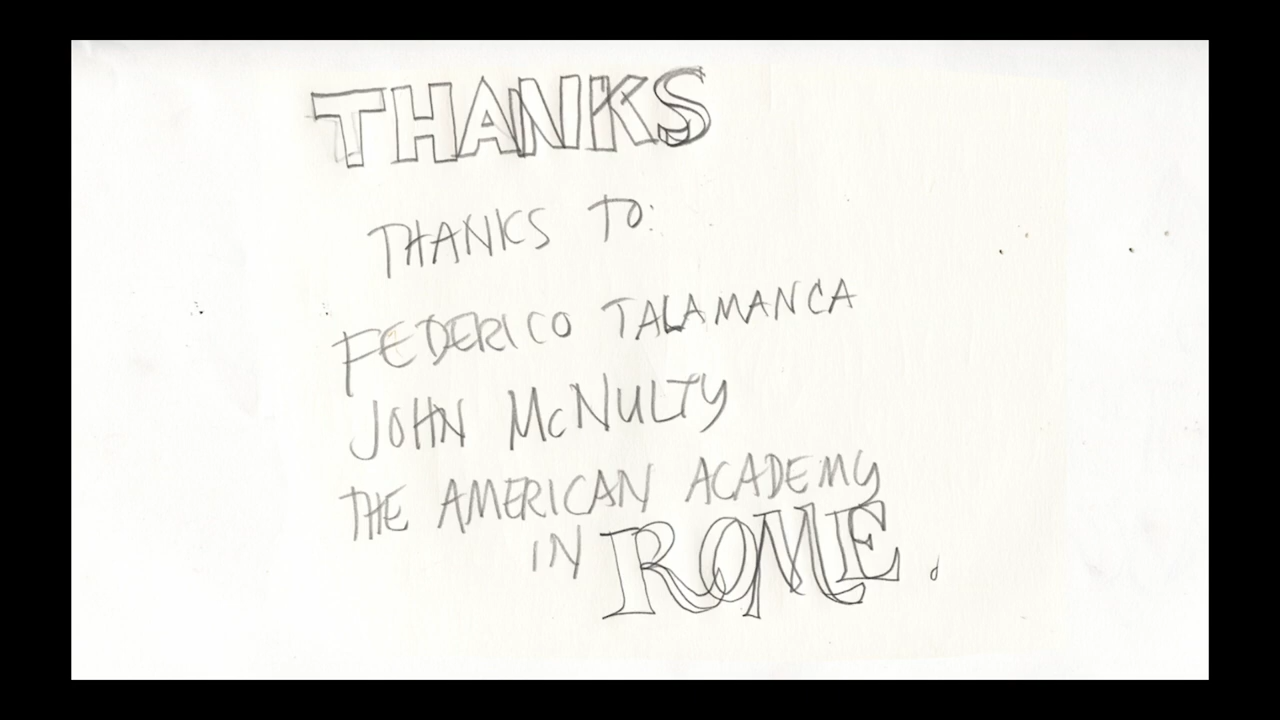 THANKS
THANKS TO:
FEDERICO TALAMANCA
JOHN McNULTY
THE AMERICAN ACADEMY
IN ROME.